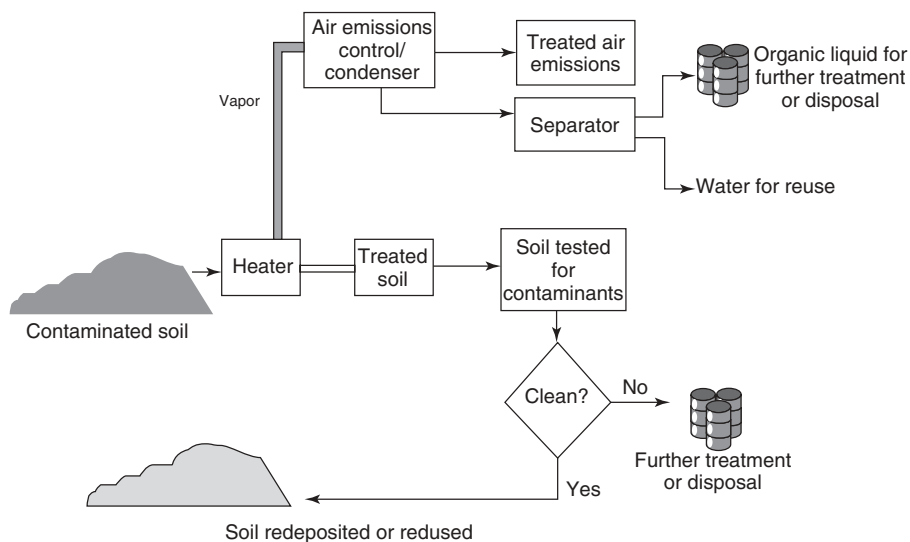 Air emissions
control/
condenser
Treated air
emissions
Organic liquid for
further treatment
or disposal
Vapor
Separator
Water for reuse
Contaminated soil
Heater
Treated
soil
Soil tested
for
contaminants
Clean?
No
Further treatment
or disposal
Yes
Soil redeposited or redused